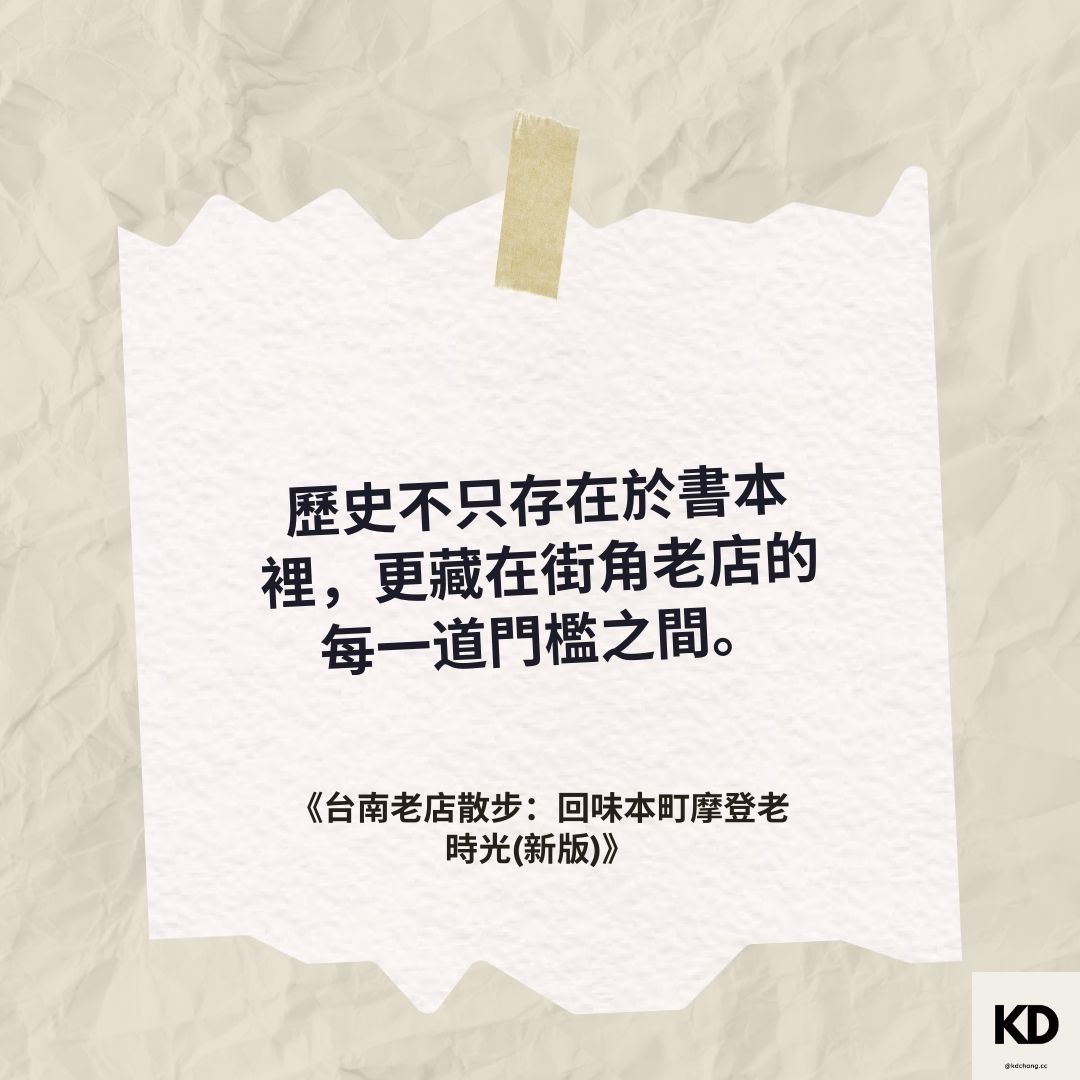 歷史不只存在於書本
裡，更藏在街角老店的
每一道門檻之間。
《台南老店散步：回味本町摩登老
時光(新版)》
KD
@kdchang.cc